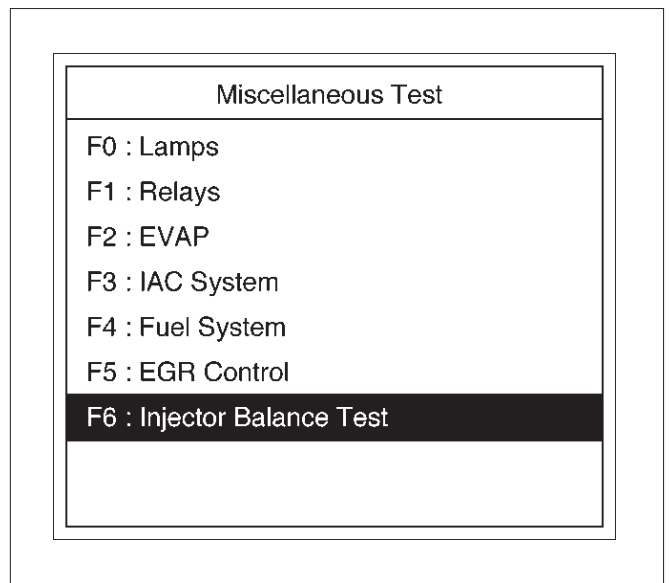 Miscellaneous Test
F0 : Lamps
F1 : Relays
F2 : EVAP
F3 : IAC System
F4 : Fuel System
F5 : EGR Control
F6 : Injector Balance Test